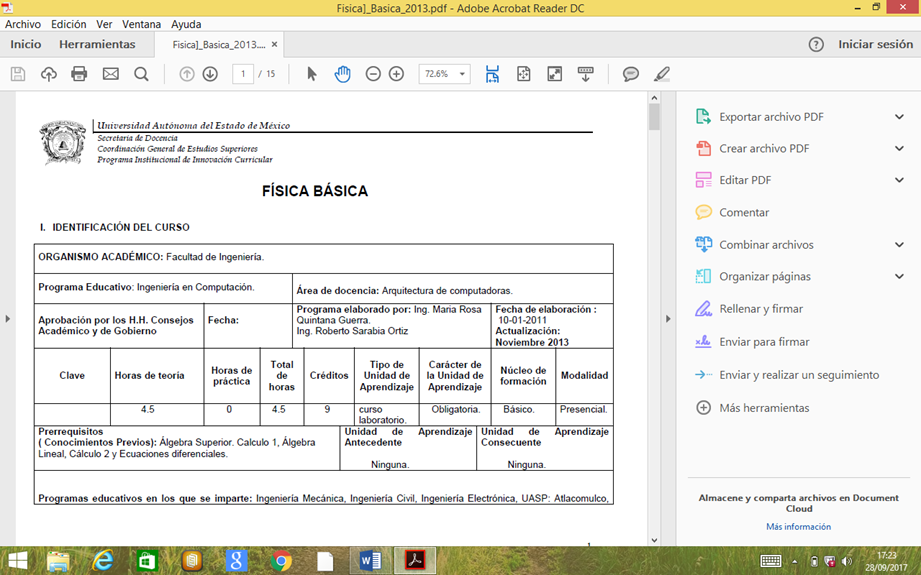 Fisica]_Basica_2013.pdf - Adobe Acrobat Reader DC
Archivo Edición Ver Ventana Ayuda
Inicio Herramientas Fisica]_Basica_2013.... × Iniciar sesión
1 / 15 72.6%
Universidad Autónoma del Estado de México
Secretaría de Docencia
Coordinación General de Estudios Superiores
Programa Institucional de Innovación Curricular
FÍSICA BÁSICA
I. IDENTIFICACIÓN DEL CURSO
ORGANISMO ACADÉMICO: Facultad de Ingeniería.
Programa Educativo: Ingeniería en Computación.
Área de docencia: Arquitectura de computadoras.
Aprobación por los H.H. Consejos
Académico y de Gobierno
Fecha:
Programa elaborado por: Ing. Maria Rosa
Quintana Guerra.
Ing. Roberto Sarabia Ortiz
Fecha de elaboración :
10-01-2011
Actualización:
Noviembre 2013
Clave
Horas de teoría
Horas de
práctica
Total
de
horas
Créditos
Tipo de
Unidad de
Aprendizaje
Carácter de
la Unidad de
Aprendizaje
Núcleo de
formación
Modalidad
4.5
0
4.5
9
curso
laboratorio.
Obligatoria.
Básico.
Presencial.
Prerrequisitos
( Conocimientos Previos): Álgebra Superior. Calculo 1, Álgebra
Lineal, Cálculo 2 y Ecuaciones diferenciales.
Unidad de Aprendizaje
Antecedente
Ninguna.
Unidad de Aprendizaje
Consecuente
Ninguna.
Programas educativos en los que se imparte: Ingeniería Mecánica, Ingeniería Civil, Ingeniería Electrónica, UASP: Atlacomulco,
Exportar archivo PDF
Crear archivo PDF
Editar PDF
Comentar
Combinar archivos
Organizar páginas
Rellenar y firmar
Enviar para firmar
Enviar y realizar un seguimiento
Más herramientas
Almacene y comparta archivos en Document
Cloud
Más información
17:23
28/09/2017